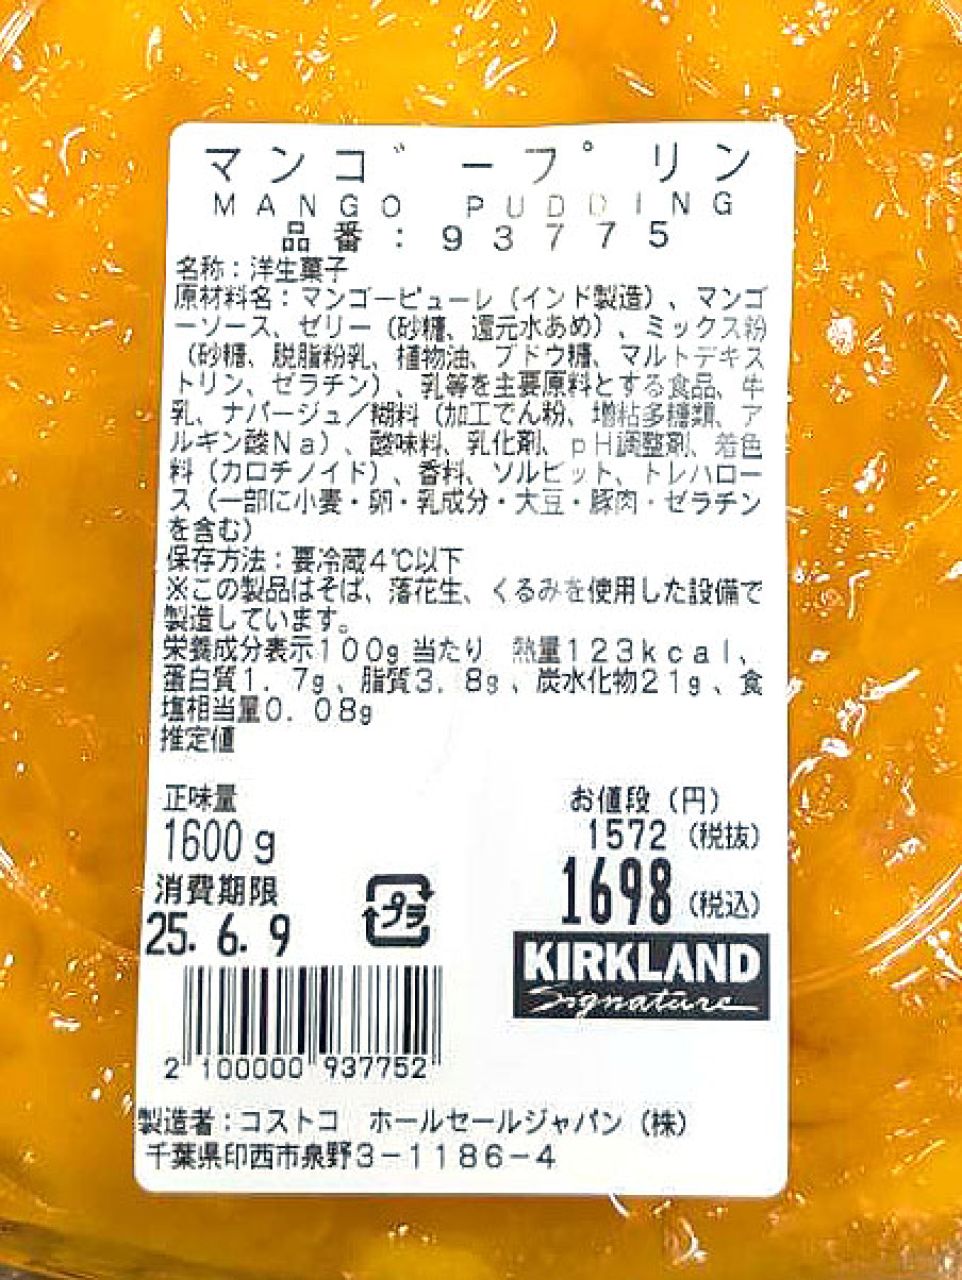 マンゴープリン
MANGO PUDDING
品番：93775
名称：洋生菓子
原材料名：マンゴーピューレ（インド製造）、マンゴ
ーソース、ゼリー（砂糖、還元水あめ）、ミックス粉
（砂糖、脱脂粉乳、植物油、ブドウ糖、マルトデキス
トリン、ゼラチン）、乳等を主要原料とする食品、牛
乳、ナパージュ／糊料（加工でん粉、増粘多糖類、ア
ルギン酸Ｎａ）、酸味料、乳化剤、ｐＨ調整剤、着色
料（カロチノイド）、香料、ソルビット、トレハロー
ス（一部に小麦・卵・乳成分・大豆・豚肉・ゼラチン
を含む）
保存方法：要冷蔵4℃以下
※この製品はそば、落花生、くるみを使用した設備で
製造しています。
栄養成分表示100g当たり　熱量123kcal、
蛋白質1.7g、脂質3.8g、炭水化物21g、食
塩相当量0.08g
推定値
正味量
1600g
消費期限
25.6.9
プラ
お値段（円）
1572（税抜）
1698（税込）
KIRKLAND
Signature
2 100000 937752
製造者：コストコ　ホールセールジャパン（株）
千葉県印西市泉野3－1186－4